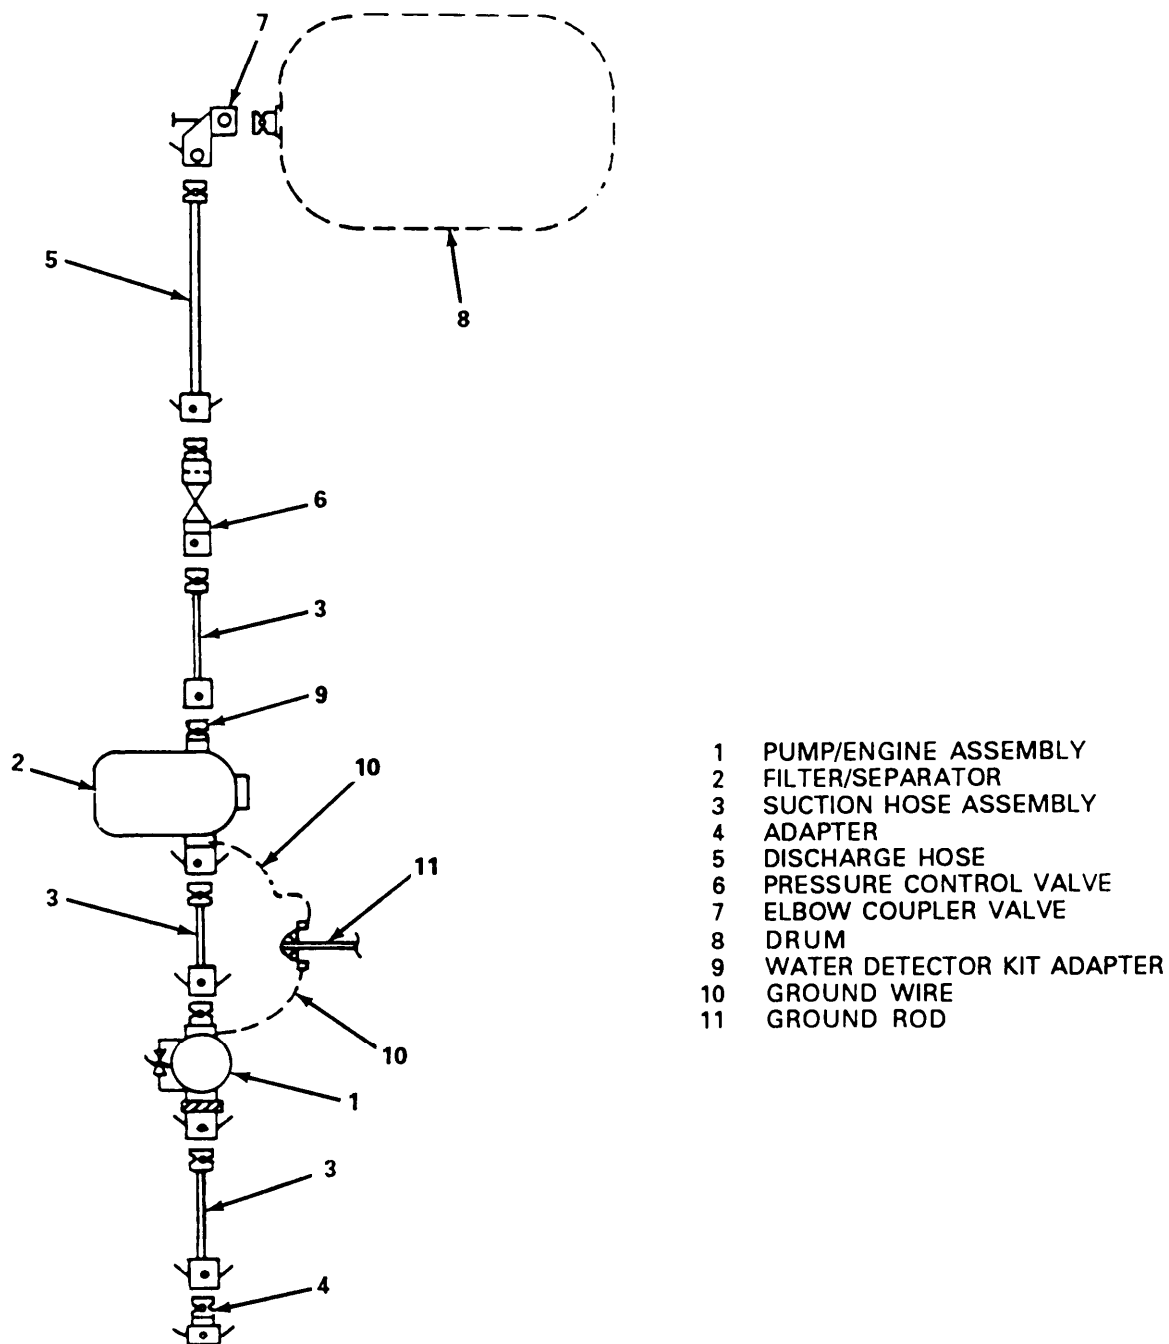 7
5
8
6
3
9
2
10
11
3
10
1
3
4
1 PUMP/ENGINE ASSEMBLY
2 FILTER/SEPARATOR
3 SUCTION HOSE ASSEMBLY
4 ADAPTER
5 DISCHARGE HOSE
6 PRESSURE CONTROL VALVE
7 ELBOW COUPLER VALVE
8 DRUM
9 WATER DETECTOR KIT ADAPTER
10 GROUND WIRE
11 GROUND ROD